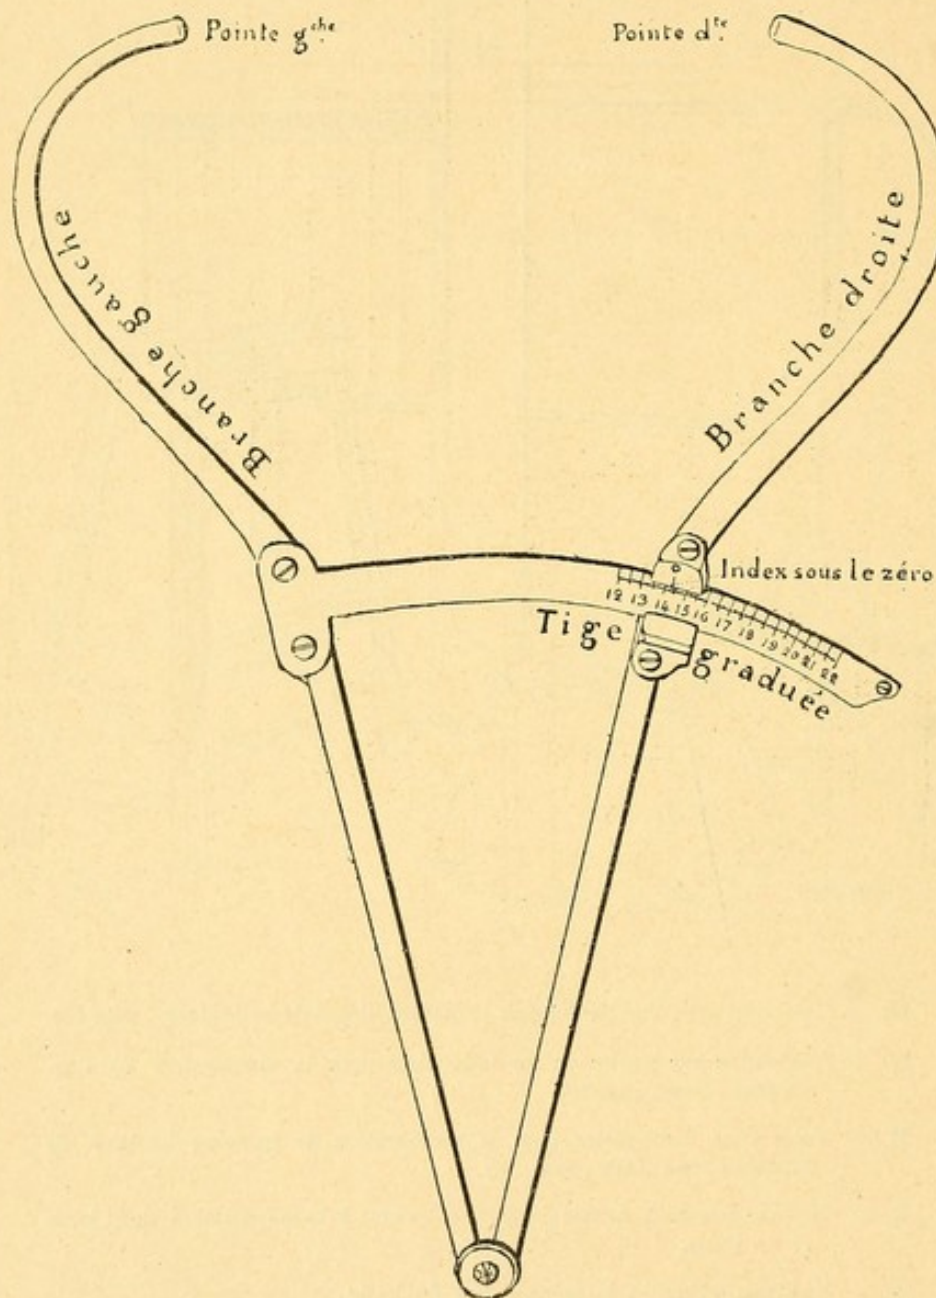 Pointe g.che
Pointe d.te
Branche gauche
Branche droite
o
Index sous le zéro
12 13 14 15 16 17 18 19 20 21 22
Tige graduée